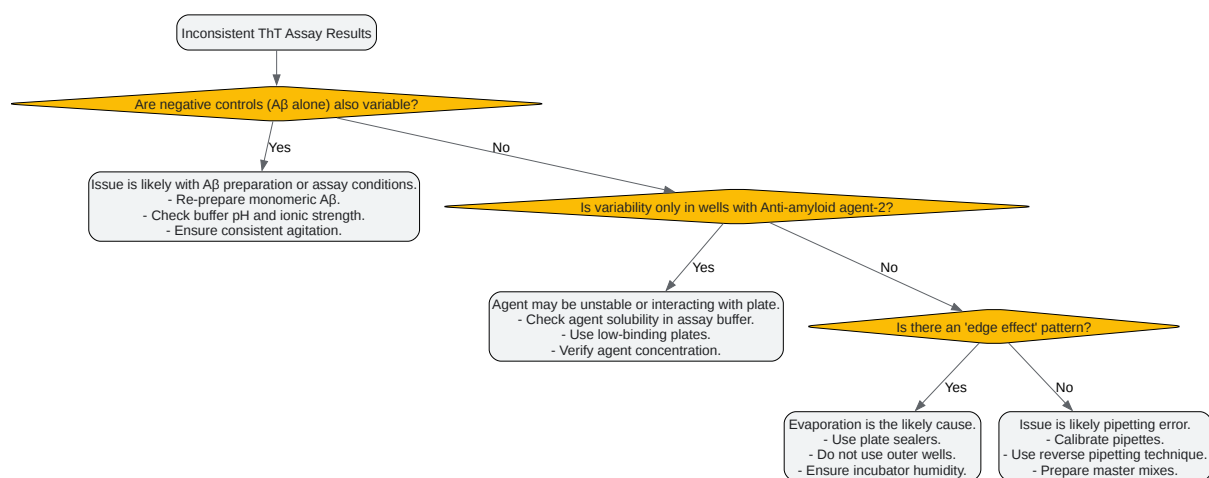 Inconsistent ThT Assay Results
Are negative controls (Aβ alone) also variable?
Yes
No
Issue is likely with Aβ preparation or assay conditions.
- Re-prepare monomeric Aβ.
- Check buffer pH and ionic strength.
- Ensure consistent agitation.
Is variability only in wells with Anti-amyloid agent-2?
Yes
No
Agent may be unstable or interacting with plate.
- Check agent solubility in assay buffer.
- Use low-binding plates.
- Verify agent concentration.
Is there an 'edge effect' pattern?
Yes
No
Evaporation is the likely cause.
- Use plate sealers.
- Do not use outer wells.
- Ensure incubator humidity.
Issue is likely pipetting error.
- Calibrate pipettes.
- Use reverse pipetting technique.
- Prepare master mixes.